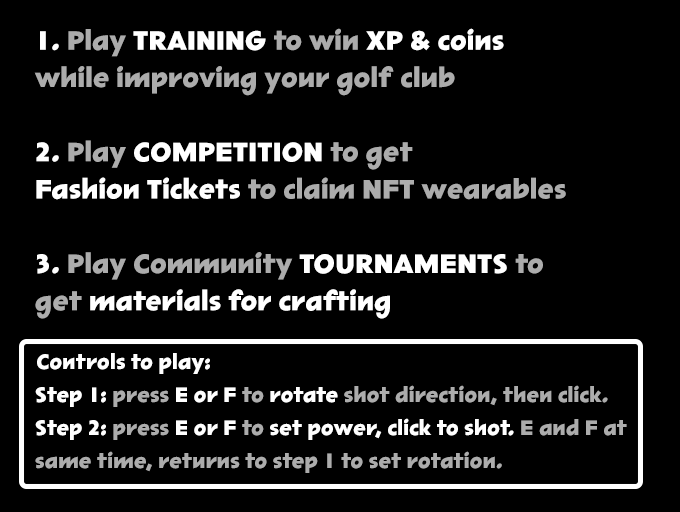 1. Play TRAINING to win XP & coins
while improving your golf club
2. Play COMPETITION to get
Fashion Tickets to claim NFT wearables
3. Play Community TOURNAMENTS to
get materials for crafting
Controls to play:
Step 1: press E or F to rotate shot direction, then click.
Step 2: press E or F to set power, click to shot. E and F at
same time, returns to step 1 to set rotation.